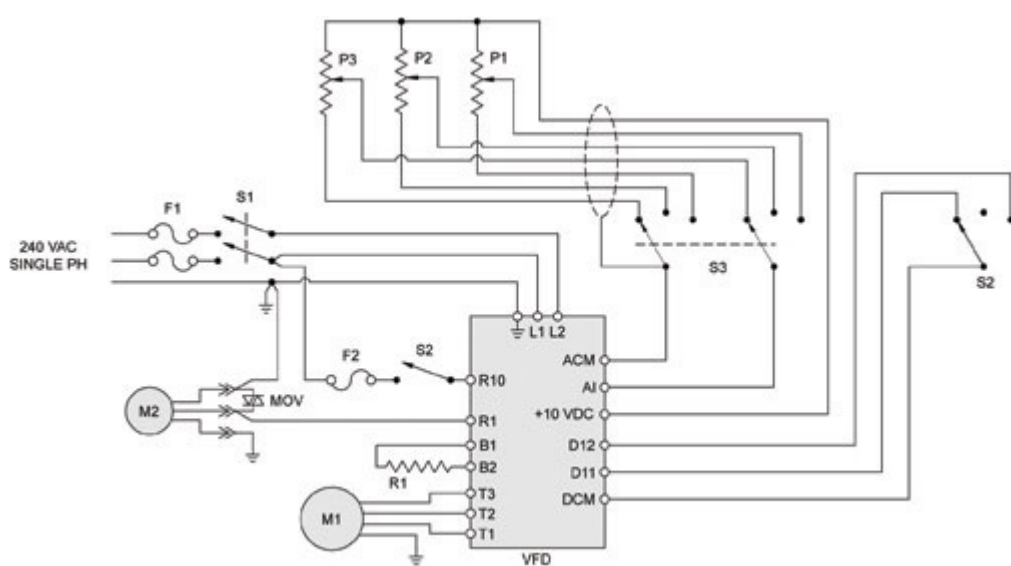 P3
P2
P1
F1
S1
240 VAC
SINGLE PH
S3
S2
L1 L2
F2
S2
R10
ACM
AI
M2
MOV
R1
+10 VDC
B1
D12
B2
R1
D11
T3
DCM
M1
T2
T1
VFD